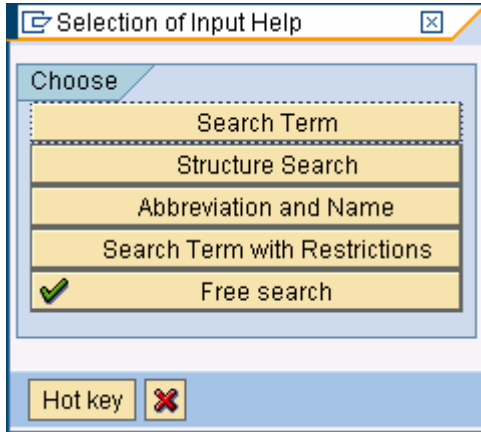 Selection of Input Help
Choose
Search Term
Structure Search
Abbreviation and Name
Search Term with Restrictions
Free search
Hot key